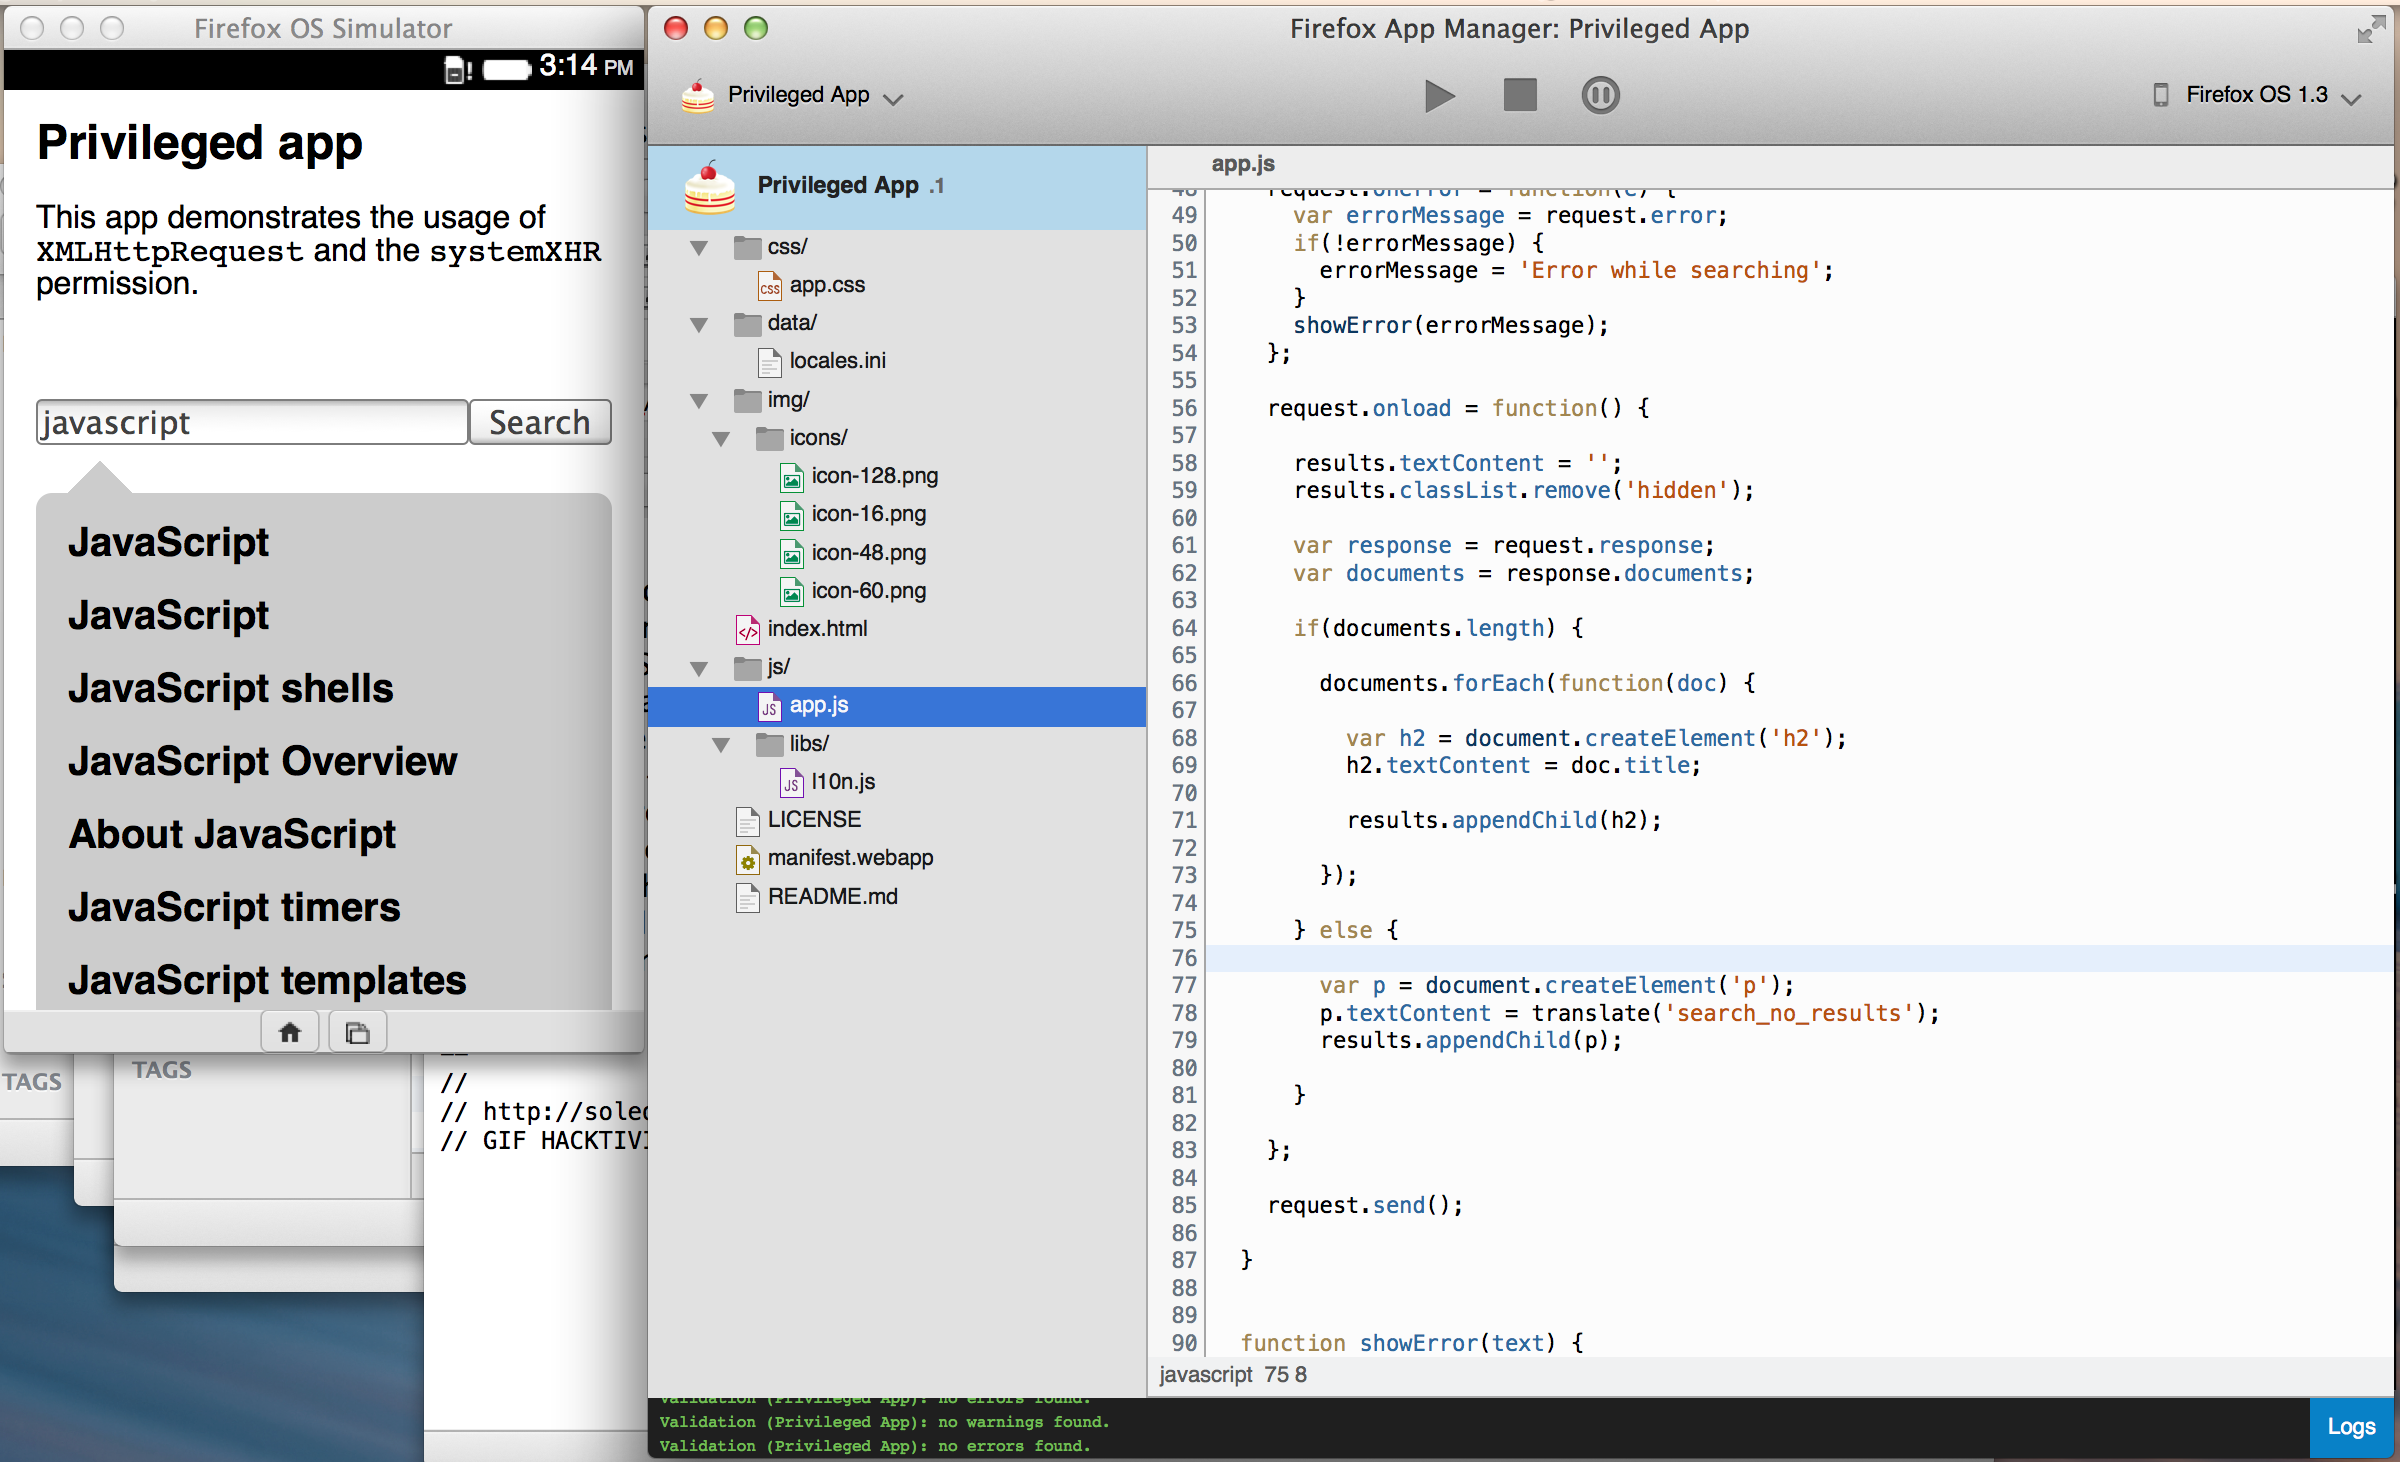 Firefox OS Simulator
3:14 PM
Privileged app
This app demonstrates the usage of
XMLHttpRequest and the systemXHR
permission.
javascript
Search
JavaScript
JavaScript
JavaScript shells
JavaScript Overview
About JavaScript
JavaScript timers
JavaScript templates
TAGS
TAGS
//
// http://soled
// GIF HACKTIVI
Firefox App Manager: Privileged App
Privileged App
Firefox OS 1.3
Privileged App .1
css/
app.css
data/
locales.ini
img/
icons/
icon-128.png
icon-16.png
icon-48.png
icon-60.png
index.html
js/
app.js
libs/
l10n.js
LICENSE
manifest.webapp
README.md
app.js
48 request.onerror = function(e) {
49 var errorMessage = request.error;
50 if(!errorMessage) {
51 errorMessage = 'Error while searching';
52 }
53 showError(errorMessage);
54 };
55
56 request.onload = function() {
57
58 results.textContent = '';
59 results.classList.remove('hidden');
60
61 var response = request.response;
62 var documents = response.documents;
63
64 if(documents.length) {
65
66 documents.forEach(function(doc) {
67
68 var h2 = document.createElement('h2');
69 h2.textContent = doc.title;
70
71 results.appendChild(h2);
72
73 });
74
75 } else {
76
77 var p = document.createElement('p');
78 p.textContent = translate('search_no_results');
79 results.appendChild(p);
80
81 }
82
83 };
84
85 request.send();
86
87 }
88
89
90 function showError(text) {
javascript 75 8
Validation (Privileged App): no errors found.
Validation (Privileged App): no warnings found.
Validation (Privileged App): no errors found.
Logs